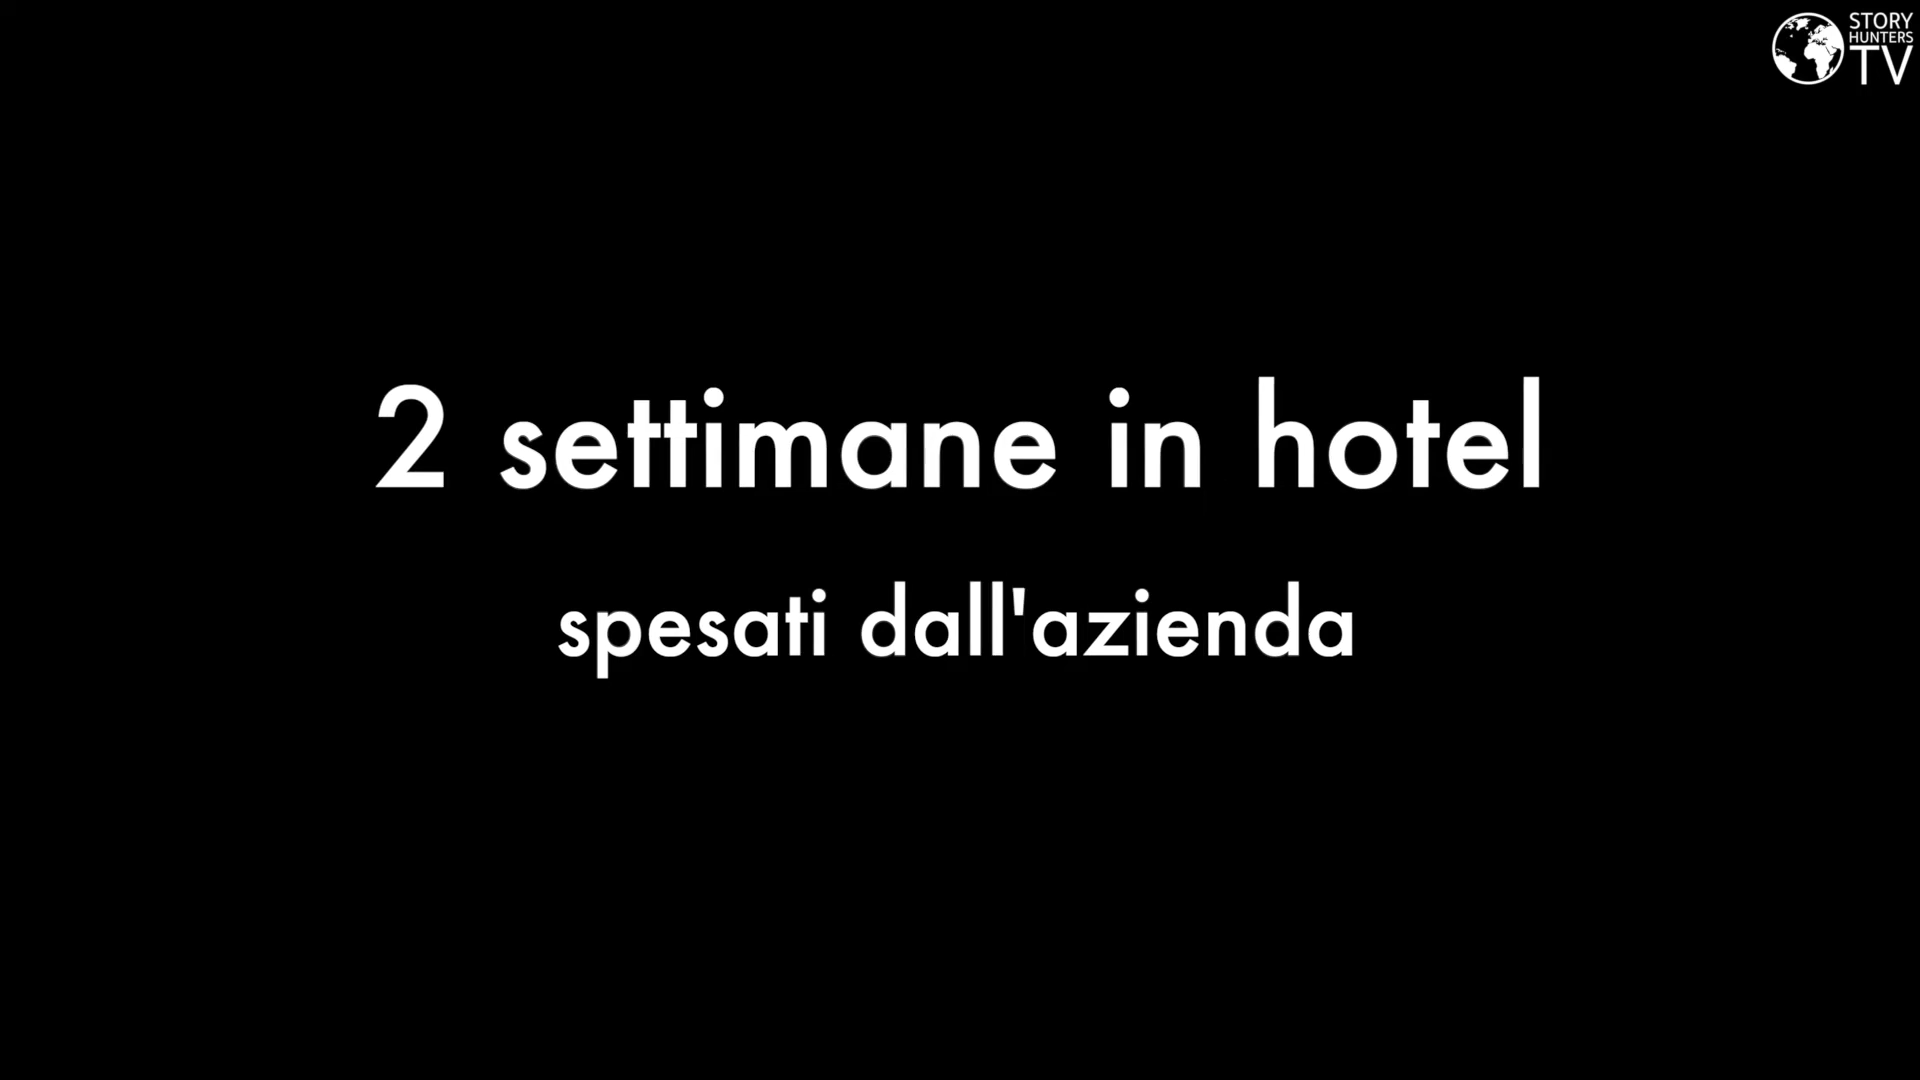 STORY
HUNTERS
TV
2 settimane in hotel
spesati dall'azienda